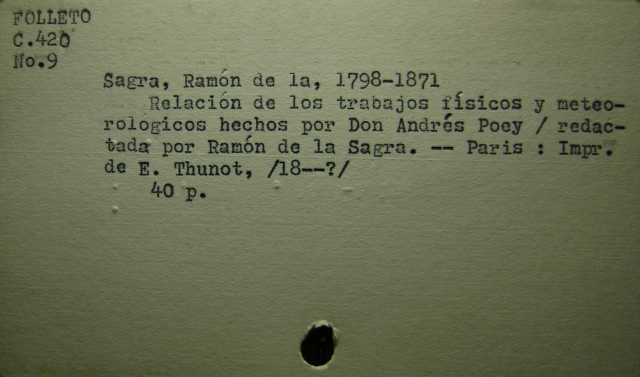 FOLLETO
C.420
No.9
Sagra, Ramón de la, 1798-1871
Relación de los trabajos físicos y meteo-
rologicos hechos por Don Andrés Poey / redac-
tada por Ramón de la Sagra. -- Paris : Impr.
de E. Thunot, /18--?/
40 p.